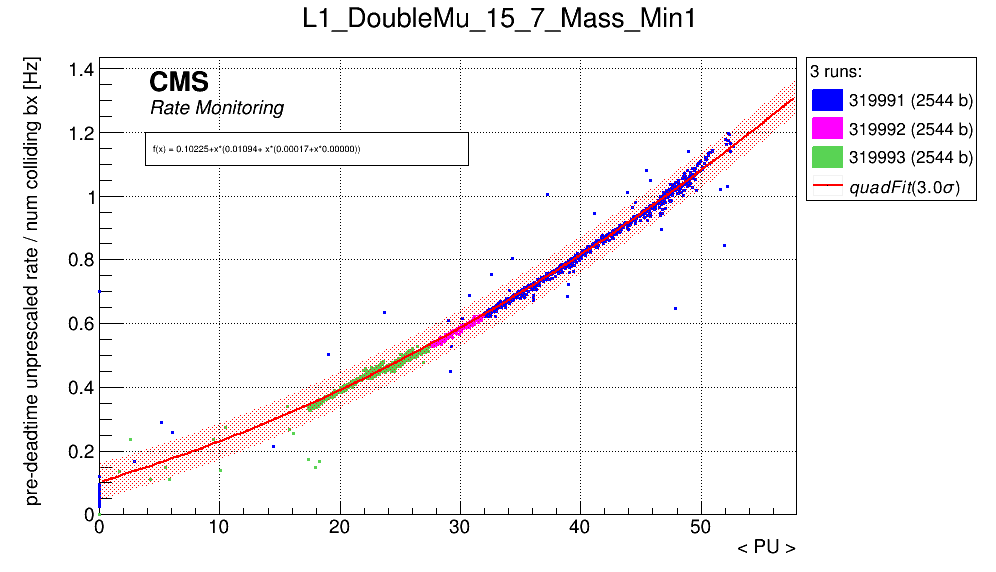 L1_DoubleMu_15_7_Mass_Min1
pre-deadtime unprescaled rate / num colliding bx [Hz]
CMS
Rate Monitoring
f(x) = 0.10225+x*(0.01094+ x*(0.00017+x*0.00000))
1.4
1.2
1
0.8
0.6
0.4
0.2
0
0 10 20 30 40 50
< PU >
3 runs:
319991 (2544 b)
319992 (2544 b)
319993 (2544 b)
quadFit(3.0σ)